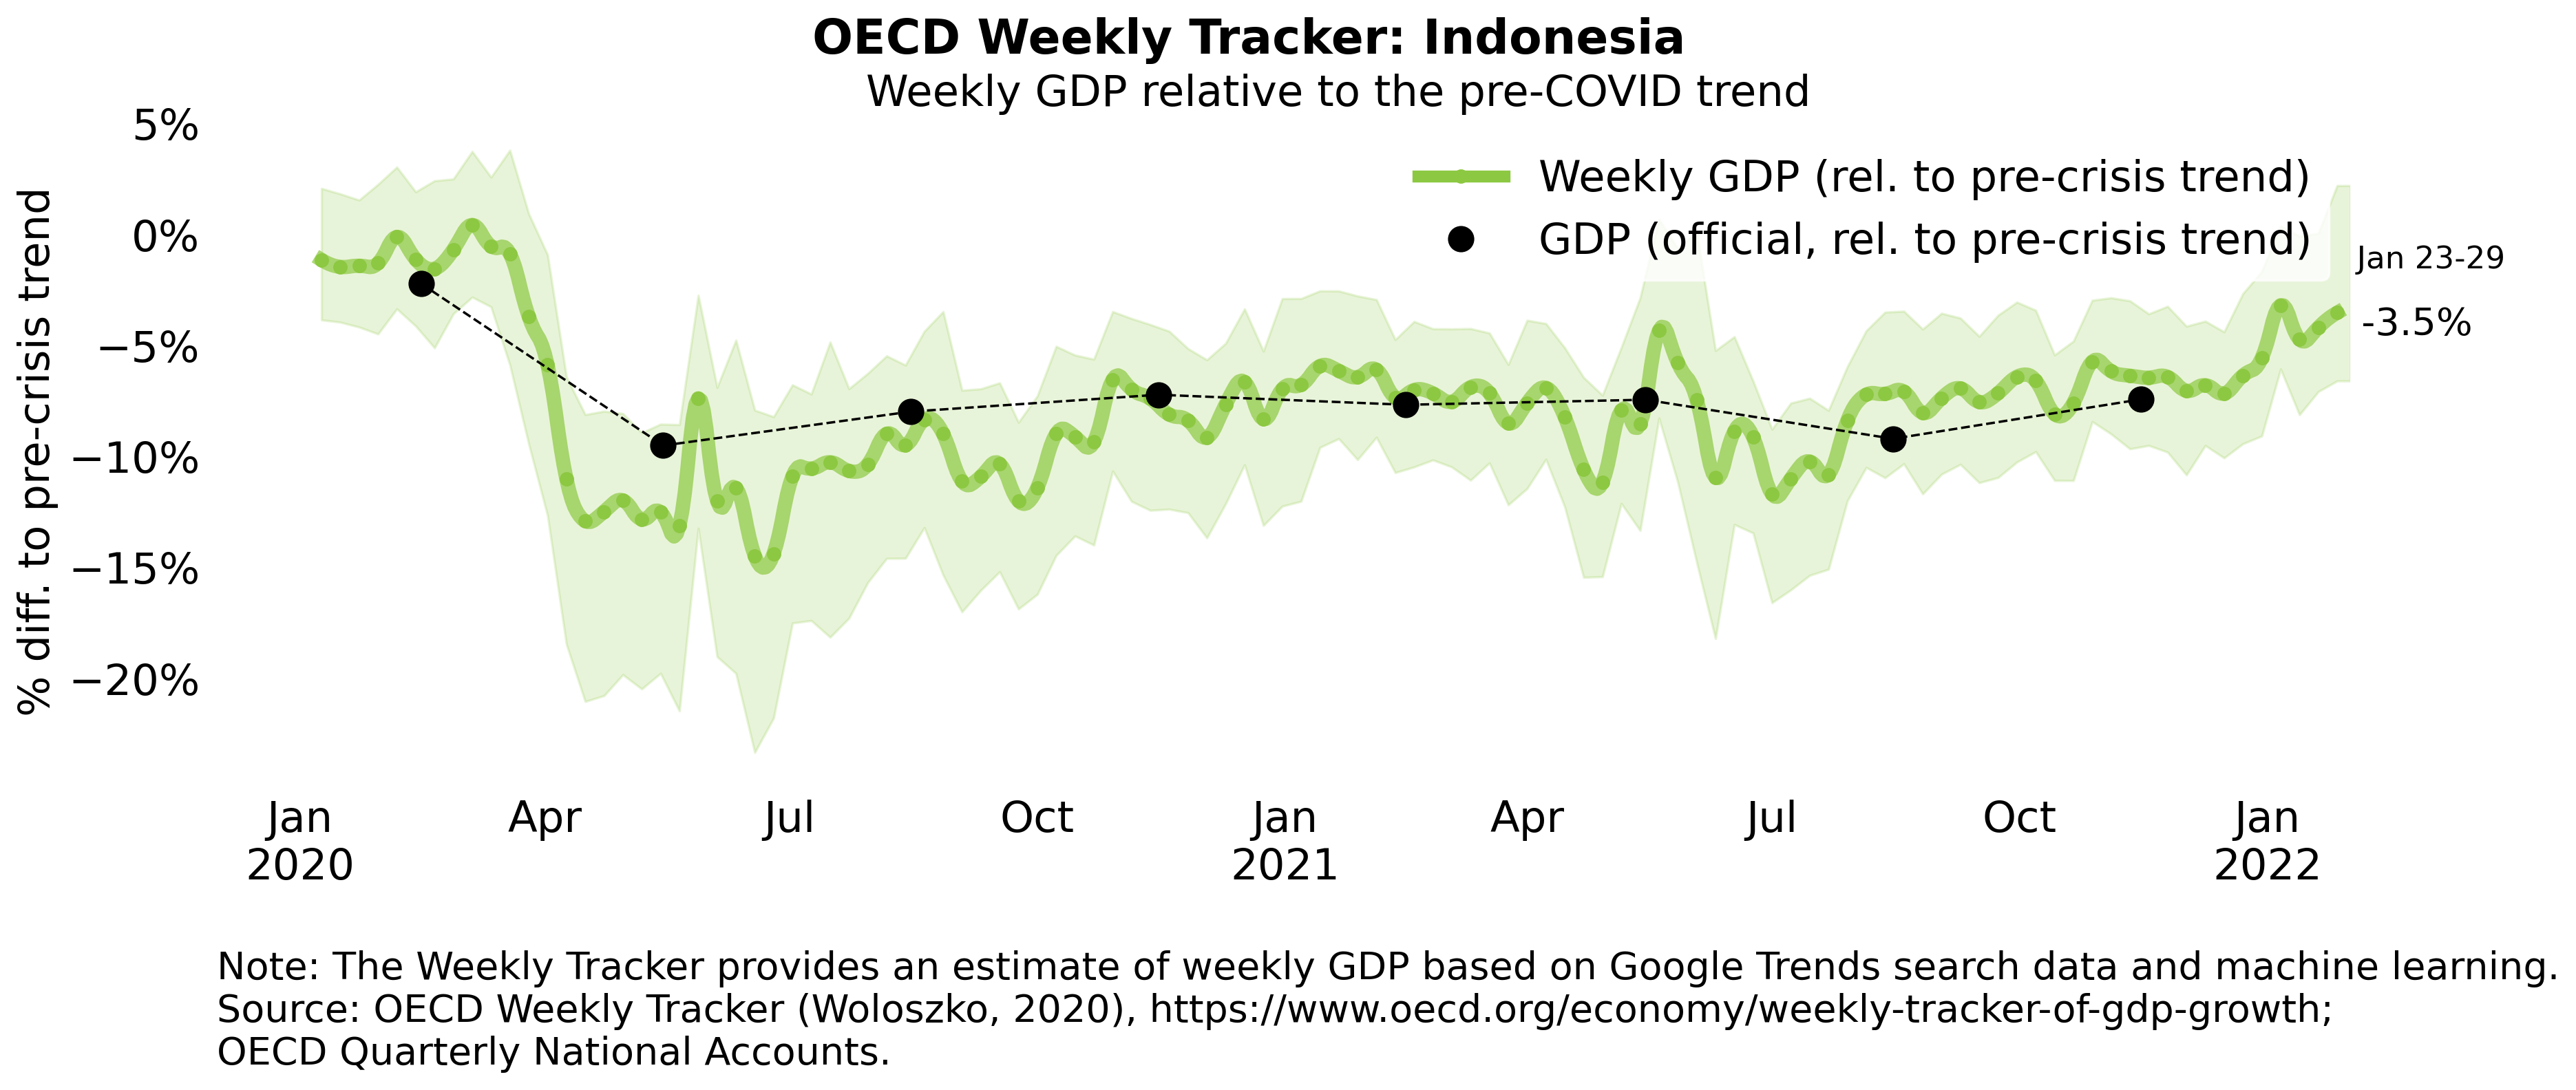 OECD Weekly Tracker: Indonesia
Weekly GDP relative to the pre-COVID trend
% diff. to pre-crisis trend
5%
0%
−5%
−10%
−15%
−20%
Weekly GDP (rel. to pre-crisis trend)
GDP (official, rel. to pre-crisis trend)
Jan 23-29
-3.5%
Jan Apr Jul Oct Jan Apr Jul Oct Jan
2020 2021 2022
Note: The Weekly Tracker provides an estimate of weekly GDP based on Google Trends search data and machine learning.
Source: OECD Weekly Tracker (Woloszko, 2020), https://www.oecd.org/economy/weekly-tracker-of-gdp-growth;
OECD Quarterly National Accounts.